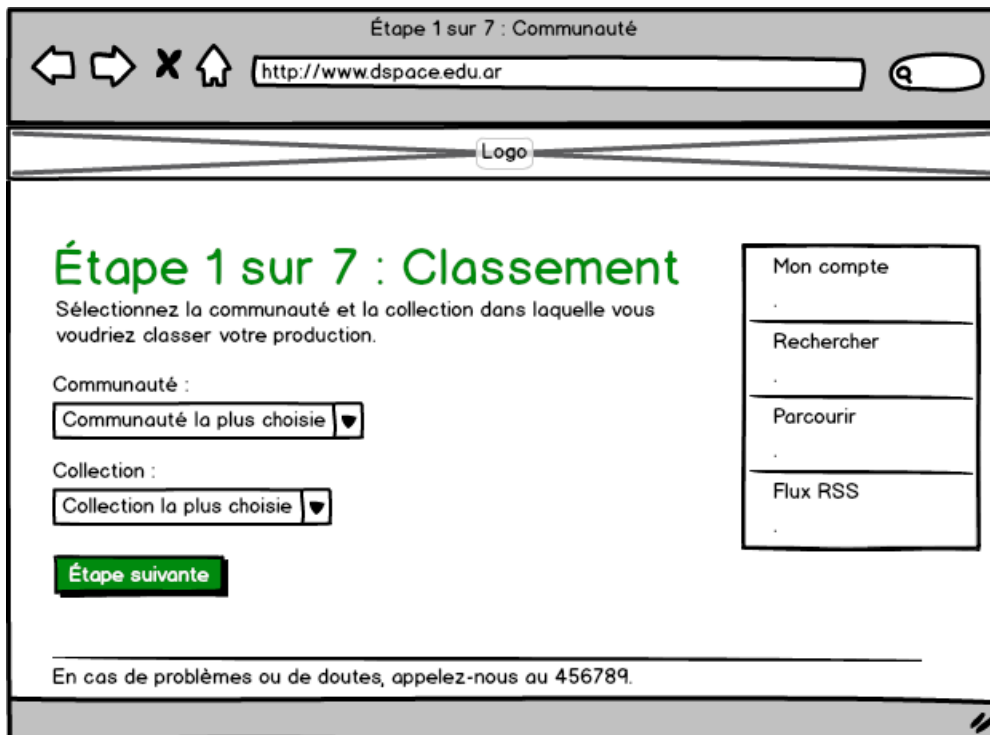 Étape 1 sur 7 : Communauté
http://www.dspace.edu.ar
Logo
Étape 1 sur 7 : Classement
Sélectionnez la communauté et la collection dans laquelle vous
voudriez classer votre production.
Communauté :
Communauté la plus choisie
Collection :
Collection la plus choisie
Étape suivante
Mon compte
.
Rechercher
.
Parcourir
.
Flux RSS
.
En cas de problèmes ou de doutes, appelez-nous au 456789.